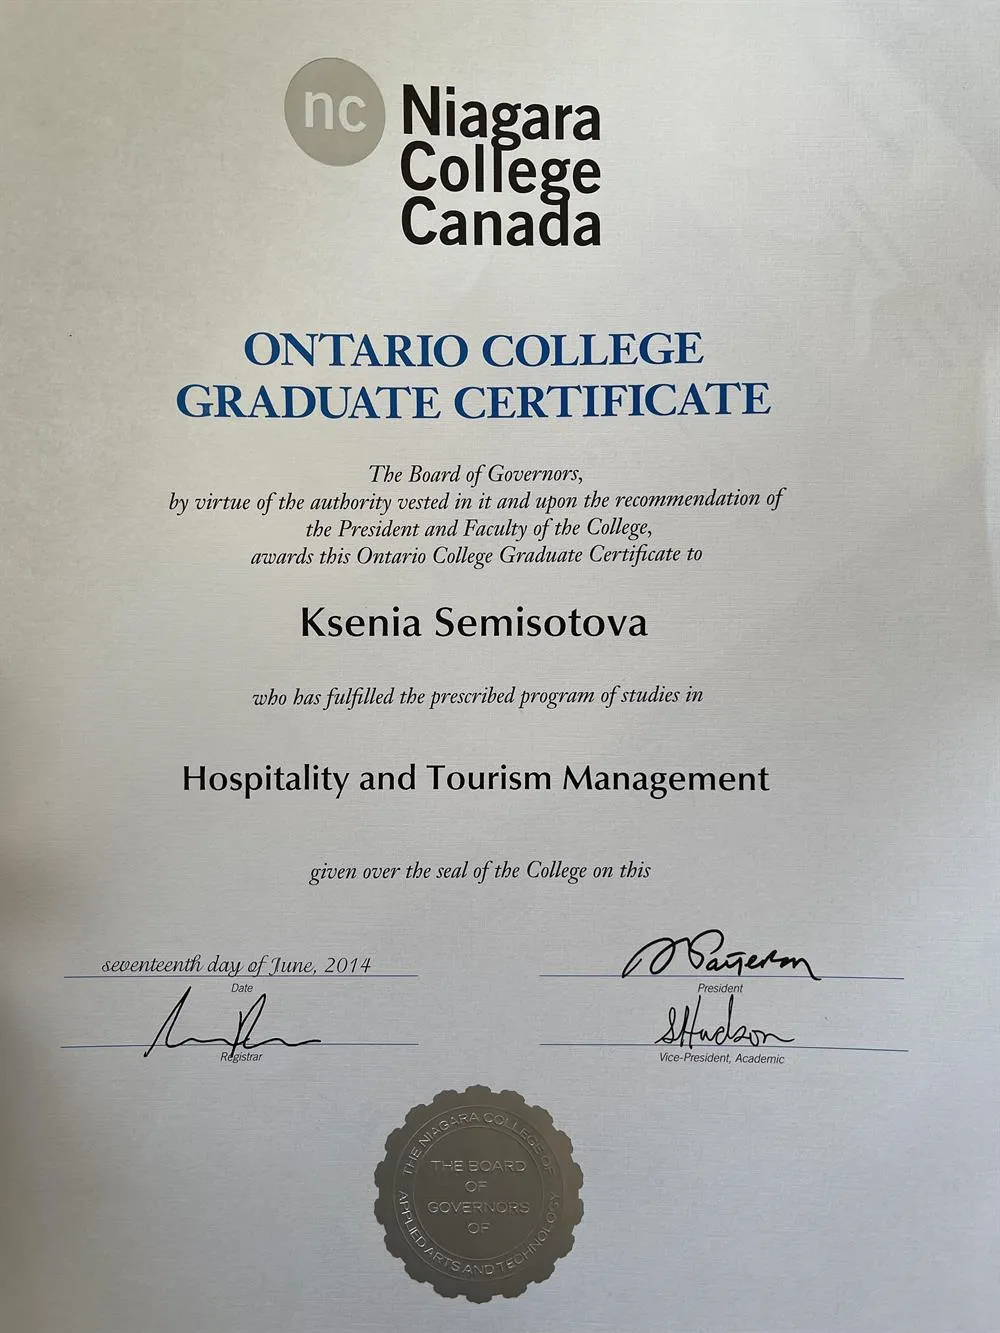 nc
Niagara
College
Canada
ONTARIO COLLEGE
GRADUATE CERTIFICATE
The Board of Governors,
by virtue of the authority vested in it and upon the recommendation of
the President and Faculty of the College,
awards this Ontario College Graduate Certificate to
Ksenia Semisotova
who has fulfilled the prescribed program of studies in
Hospitality and Tourism Management
given over the seal of the College on this
seventeenth day of June, 2014
Date
Patterson
President
Registrar
SHudson
Vice-President, Academic
THE NIAGARA COLLEGE OF
APPLIED ARTS AND TECHNOLOGY
THE BOARD
OF
GOVERNORS
OF